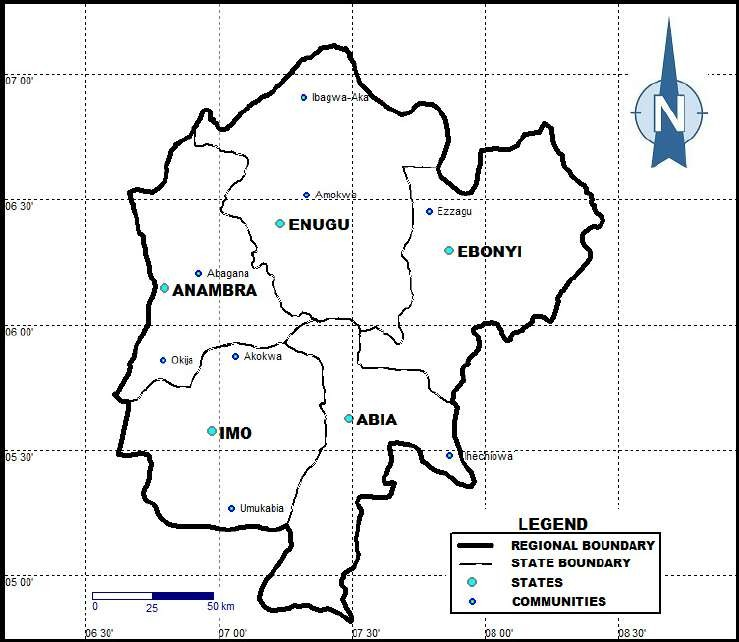 07 00'
Ibagwa-Aka
N
Amokwe
06 30'
Ezzagu
ENUGU
EBONYI
Abagana
ANAMBRA
06 00'
Okija
Akokwa
ABIA
IMO
05 30'
Ihechiowa
Umukabia
LEGEND
REGIONAL BOUNDARY
STATE BOUNDARY
STATES
COMMUNITIES
05 00'
0 25 50 km
06 30' 07 00' 07 30' 08 00' 08 30'